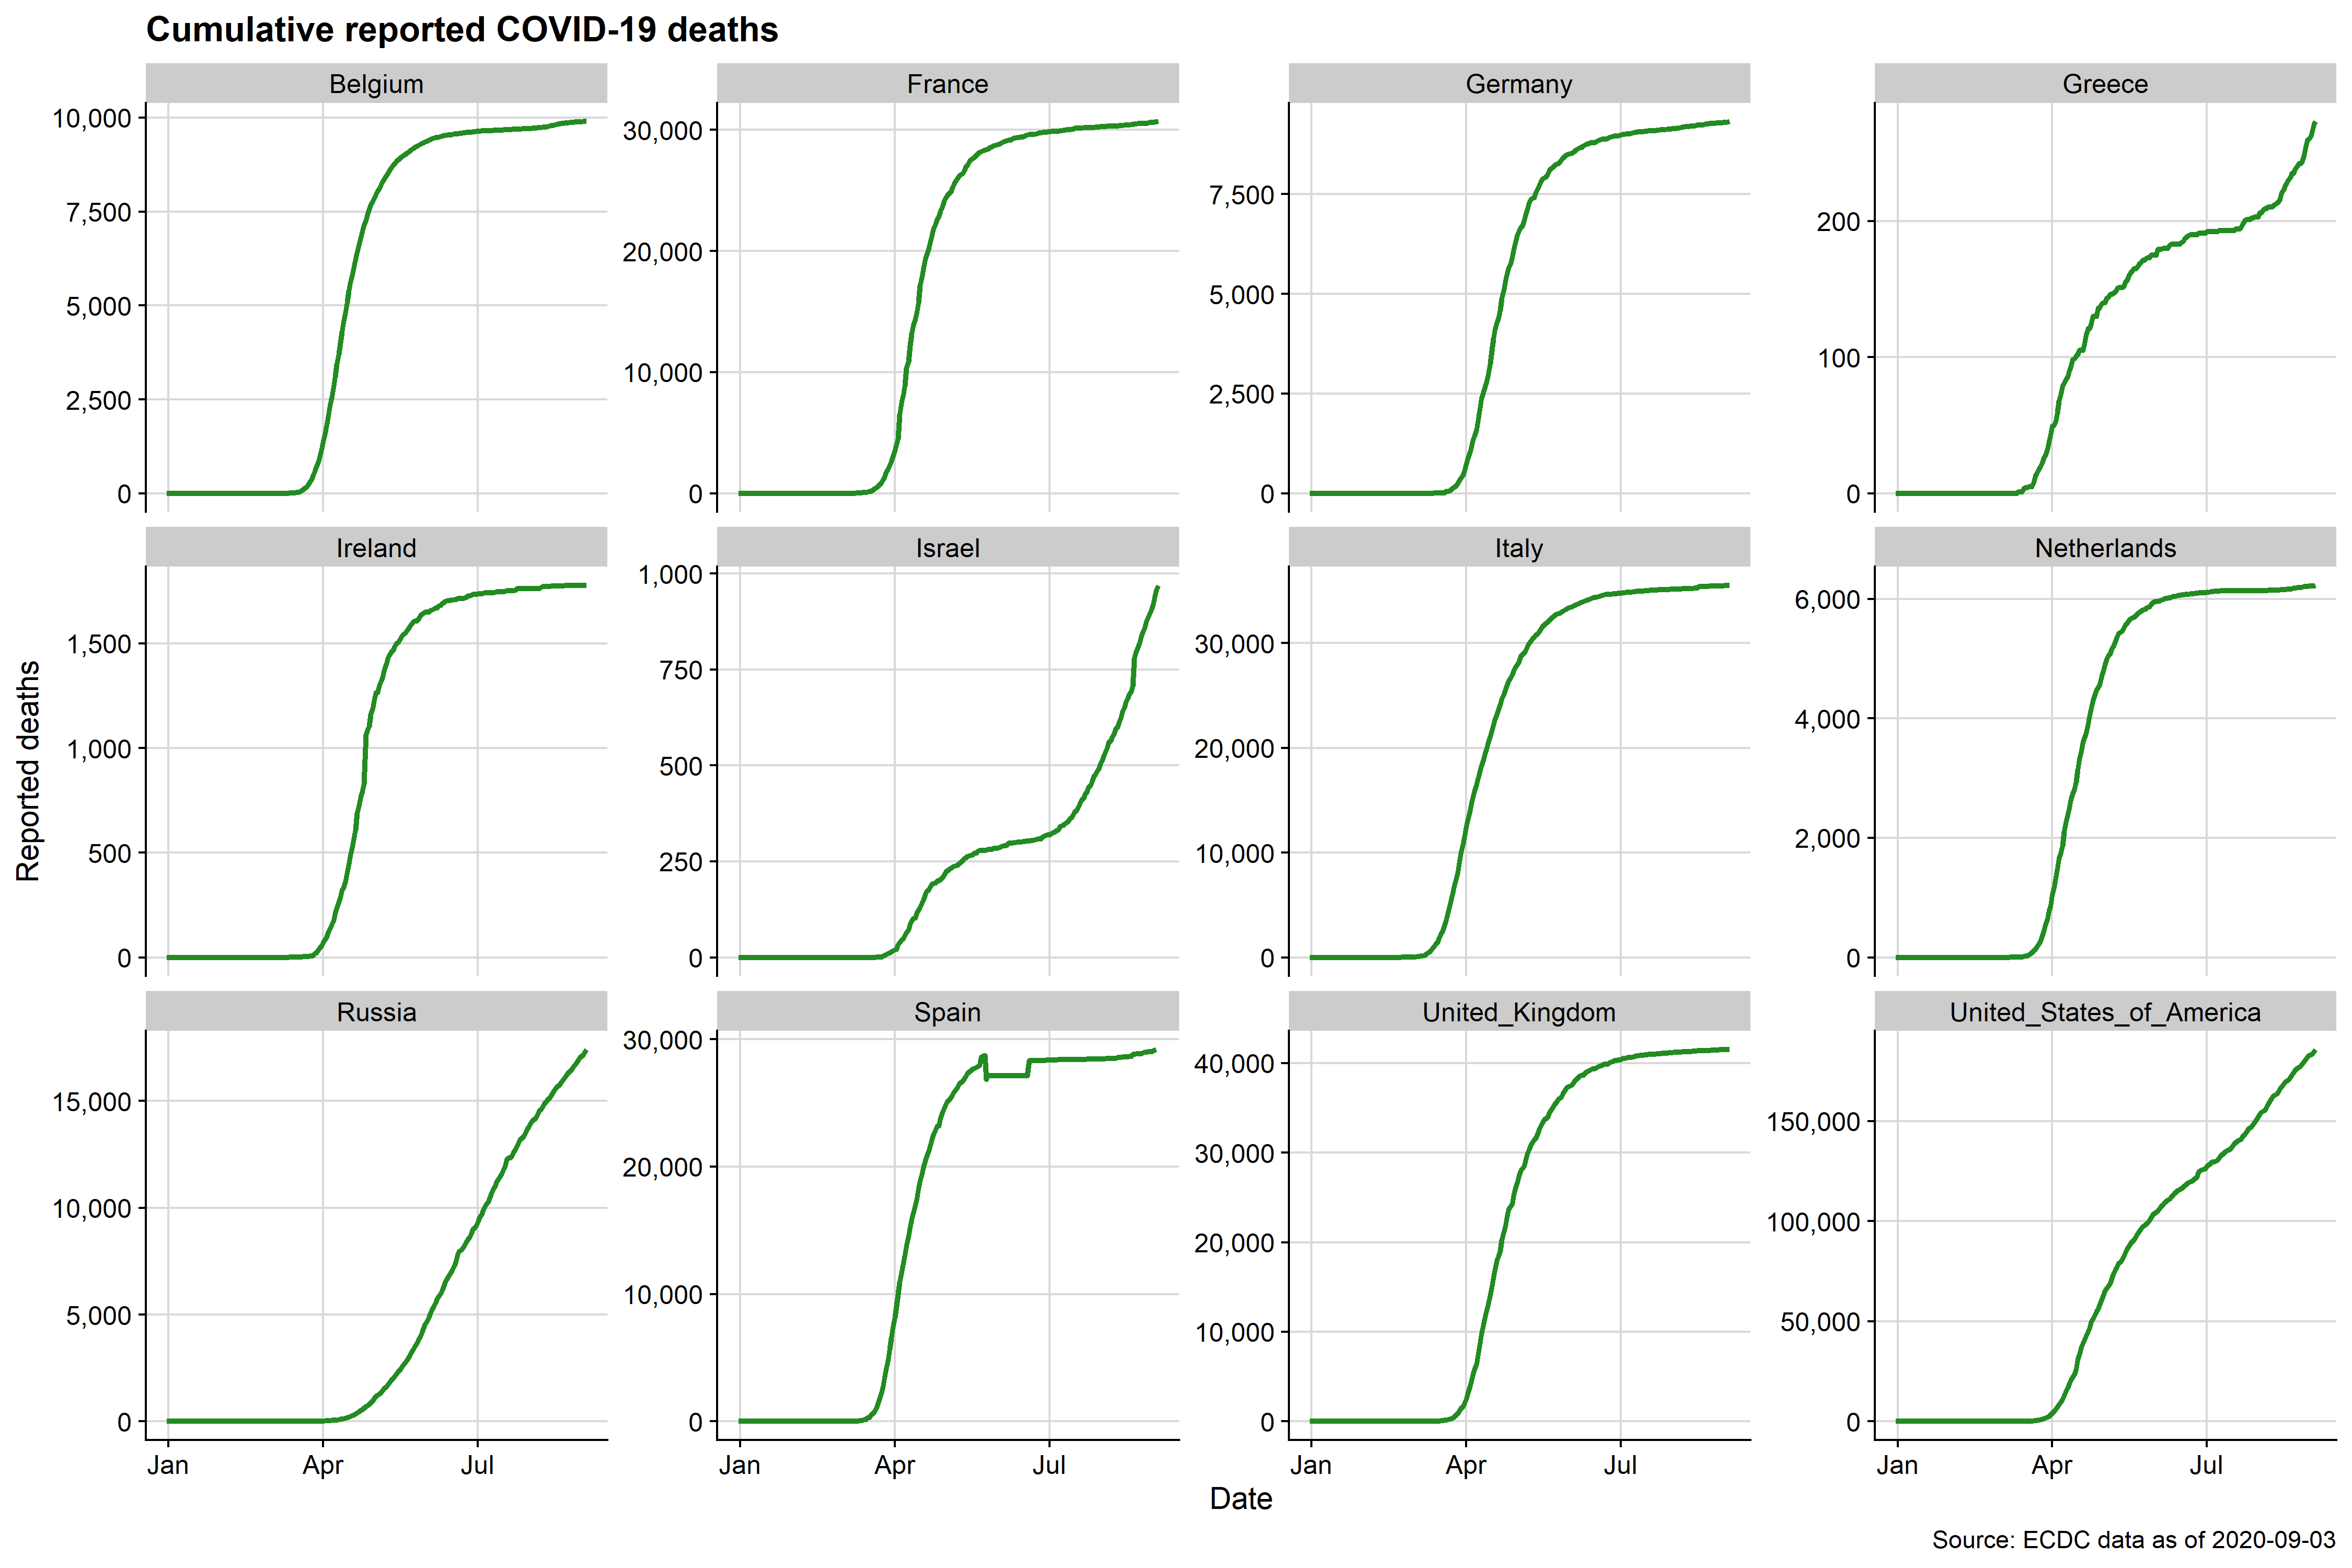 Cumulative reported COVID-19 deaths
Belgium
France
Germany
Greece
10,000
7,500
5,000
2,500
0
30,000
20,000
10,000
0
7,500
5,000
2,500
0
200
100
0
Ireland
Israel
Italy
Netherlands
1,500
1,000
500
0
1,000
750
500
250
0
30,000
20,000
10,000
0
6,000
4,000
2,000
0
Reported deaths
Russia
Spain
United_Kingdom
United_States_of_America
15,000
10,000
5,000
0
30,000
20,000
10,000
0
40,000
30,000
20,000
10,000
0
150,000
100,000
50,000
0
Jan Apr Jul
Jan Apr Jul
Jan Apr Jul
Jan Apr Jul
Date
Source: ECDC data as of 2020-09-03